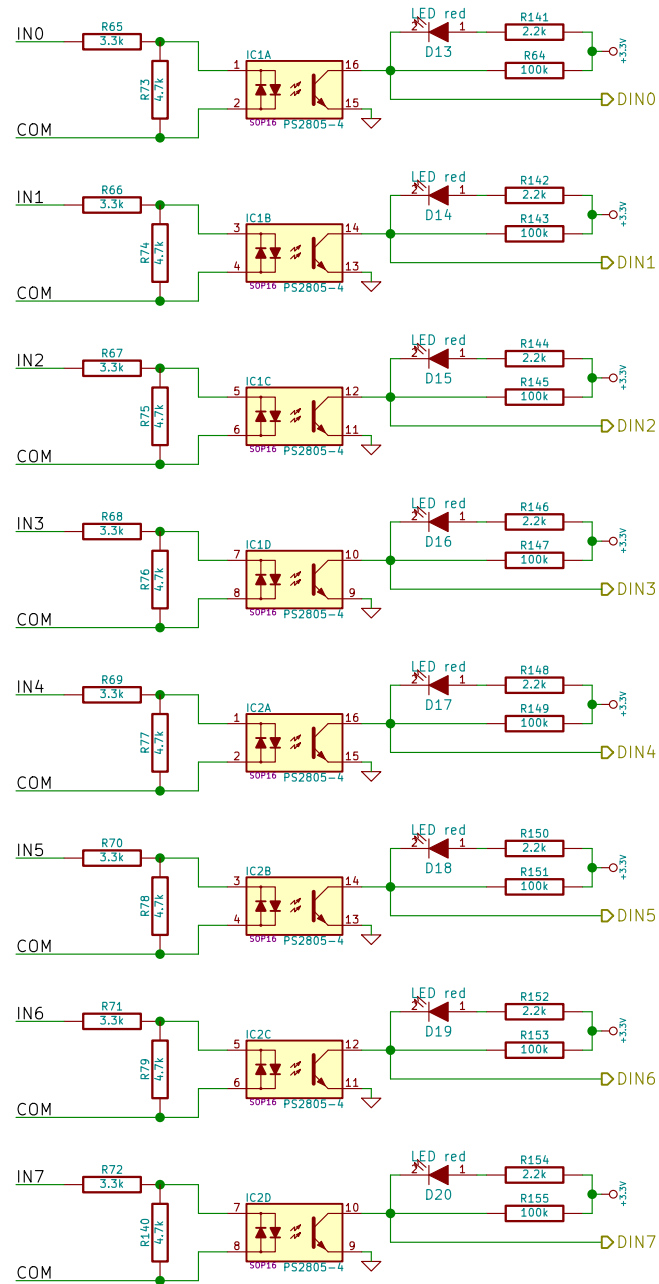 LED red R141
IN0 R65 3.3k 2 1 2.2k +3.3V
D13
IC1A R64
R73 4.7k 1 16 100k
2 15 DIN0
SOP16 PS2805-4
COM
LED red R142
IN1 R66 3.3k 2 1 2.2k +3.3V
D14
IC1B R143
R74 4.7k 3 14 100k
4 13 DIN1
SOP16 PS2805-4
COM
LED red R144
IN2 R67 3.3k 2 1 2.2k +3.3V
D15
IC1C R145
R75 4.7k 5 12 100k
6 11 DIN2
SOP16 PS2805-4
COM
LED red R146
IN3 R68 3.3k 2 1 2.2k +3.3V
D16
IC1D R147
R76 4.7k 7 10 100k
8 9 DIN3
SOP16 PS2805-4
COM
LED red R148
IN4 R69 3.3k 2 1 2.2k +3.3V
D17
IC2A R149
R77 4.7k 1 16 100k
2 15 DIN4
SOP16 PS2805-4
COM
LED red R150
IN5 R70 3.3k 2 1 2.2k +3.3V
D18
IC2B R151
R78 4.7k 3 14 100k
4 13 DIN5
SOP16 PS2805-4
COM
LED red R152
IN6 R71 3.3k 2 1 2.2k +3.3V
D19
IC2C R153
R79 4.7k 5 12 100k
6 11 DIN6
SOP16 PS2805-4
COM
LED red R154
IN7 R72 3.3k 2 1 2.2k +3.3V
D20
IC2D R155
R140 4.7k 7 10 100k
8 9 DIN7
SOP16 PS2805-4
COM